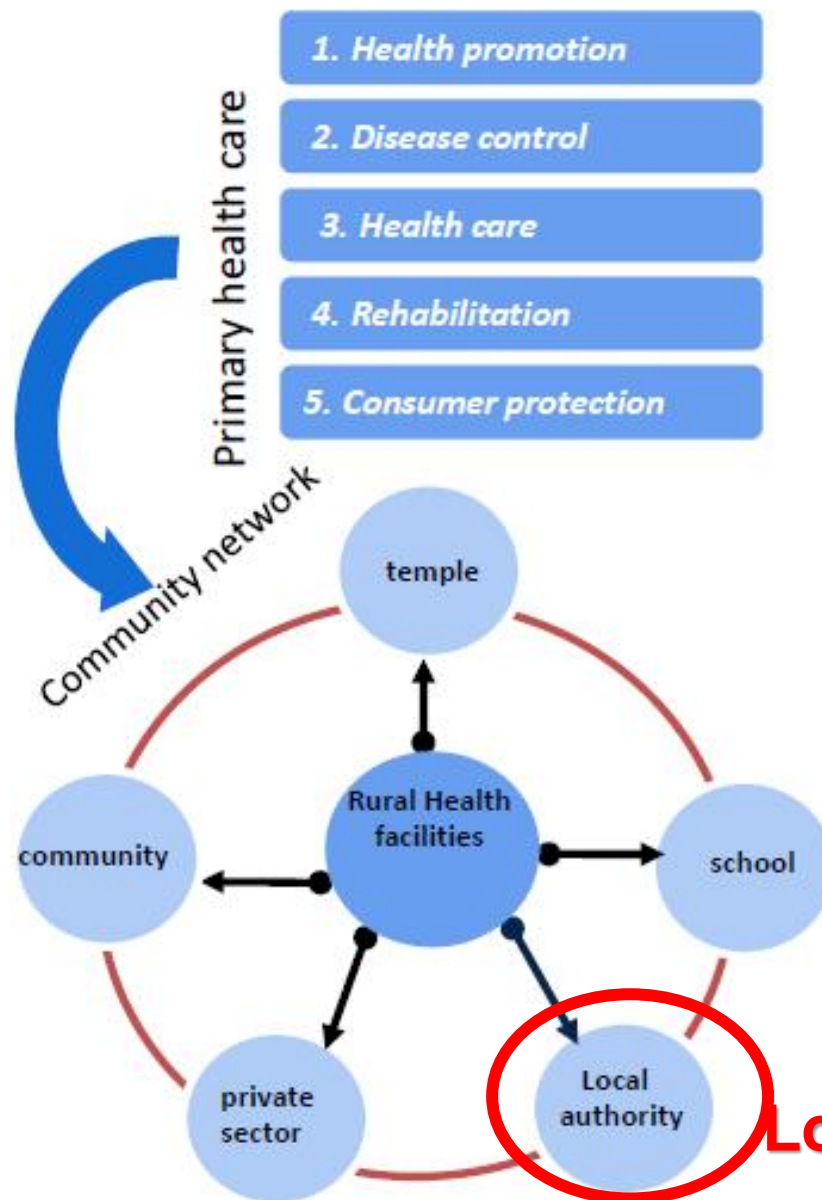 1. Health promotion
2. Disease control
3. Health care
4. Rehabilitation
5. Consumer protection
Primary health care
Community network
temple
Rural Health
facilities
community
school
private
sector
Local
authority